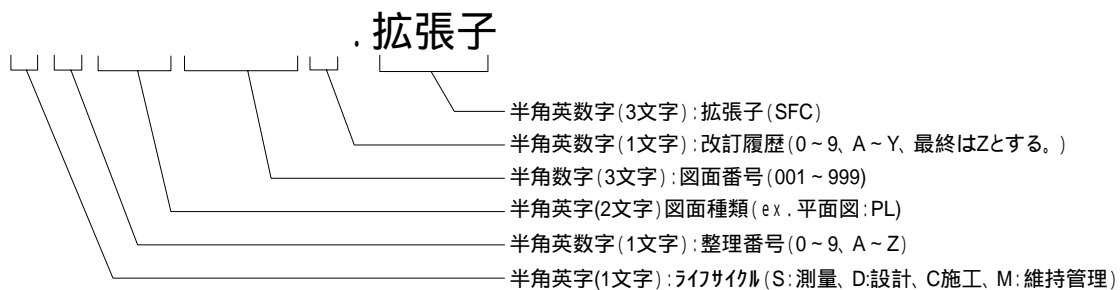 ．拡張子
半角英数字(3文字)：拡張子(SFC)
半角英数字(1文字)：改訂履歴(0～9、A～Y、最終はZとする。)
半角数字(3文字)：図面番号(001～999)
半角英字(2文字)図面種類(ex．平面図：PL)
半角英数字(1文字)：整理番号(0～9、A～Z)
半角英字(1文字)：ﾗｲﾌｻｲｸﾙ(S：測量、D:設計、C施工、M：維持管理)